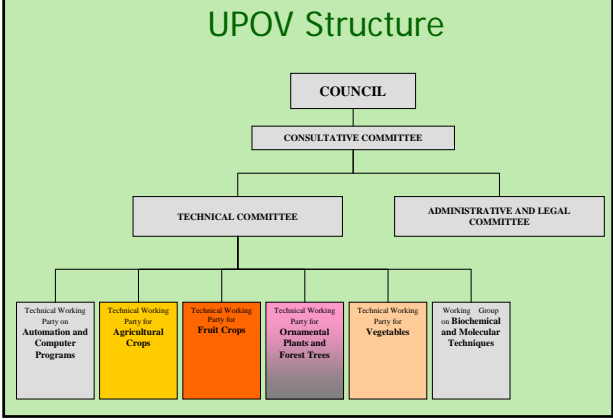 UPOV Structure
COUNCIL
CONSULTATIVE COMMITTEE
TECHNICAL COMMITTEE
ADMINISTRATIVE AND LEGAL
COMMITTEE
Technical Working
Party on
Automation and
Computer
Programs
Technical Working
Party for
Agricultural
Crops
Technical Working
Party for
Fruit Crops
Technical Working
Party for
Ornamental
Plants and
Forest Trees
Technical Working
Party for
Vegetables
Working Group
on Biochemical
and Molecular
Techniques